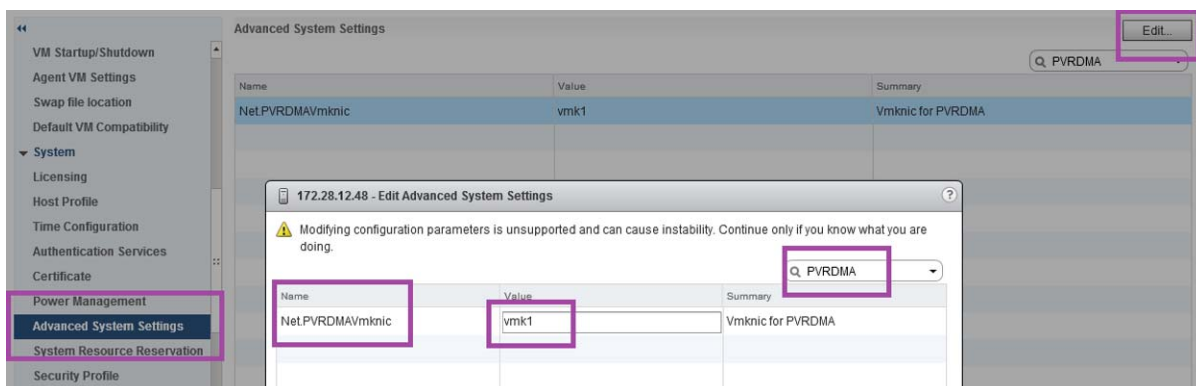 Advanced System Settings
Edit...
PVRDMA
VM Startup/Shutdown
Agent VM Settings
Swap file location
Default VM Compatibility
System
Licensing
Host Profile
Time Configuration
Authentication Services
Certificate
Power Management
Advanced System Settings
System Resource Reservation
Security Profile
Name Value Summary
Net.PVRDMAVmknic vmk1 Vmknic for PVRDMA
172.28.12.48 - Edit Advanced System Settings
?
Modifying configuration parameters is unsupported and can cause instability. Continue only if you know what you are
doing.
PVRDMA
Name Value Summary
Net.PVRDMAVmknic vmk1 Vmknic for PVRDMA